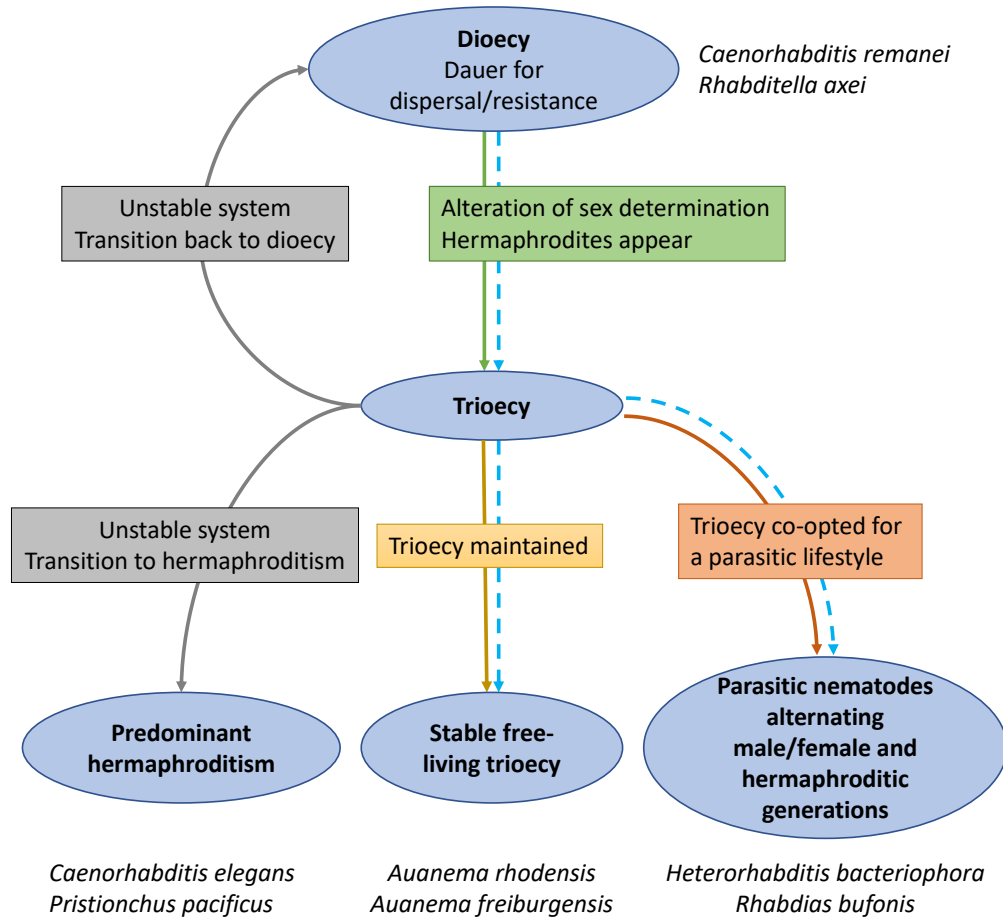 Dioecy
Dauer for
dispersal/resistance
Caenorhabditis remanei
Rhabditella axei
Unstable system
Transition back to dioecy
Alteration of sex determination
Hermaphrodites appear
Trioecy
Unstable system
Transition to hermaphroditism
Trioecy maintained
Trioecy co-opted for
a parasitic lifestyle
Predominant
hermaphroditism
Stable free-
living trioecy
Parasitic nematodes
alternating
male/female and
hermaphroditic
generations
Caenorhabditis elegans
Pristionchus pacificus
Auanema rhodensis
Auanema freiburgensis
Heterorhabditis bacteriophora
Rhabdias bufonis